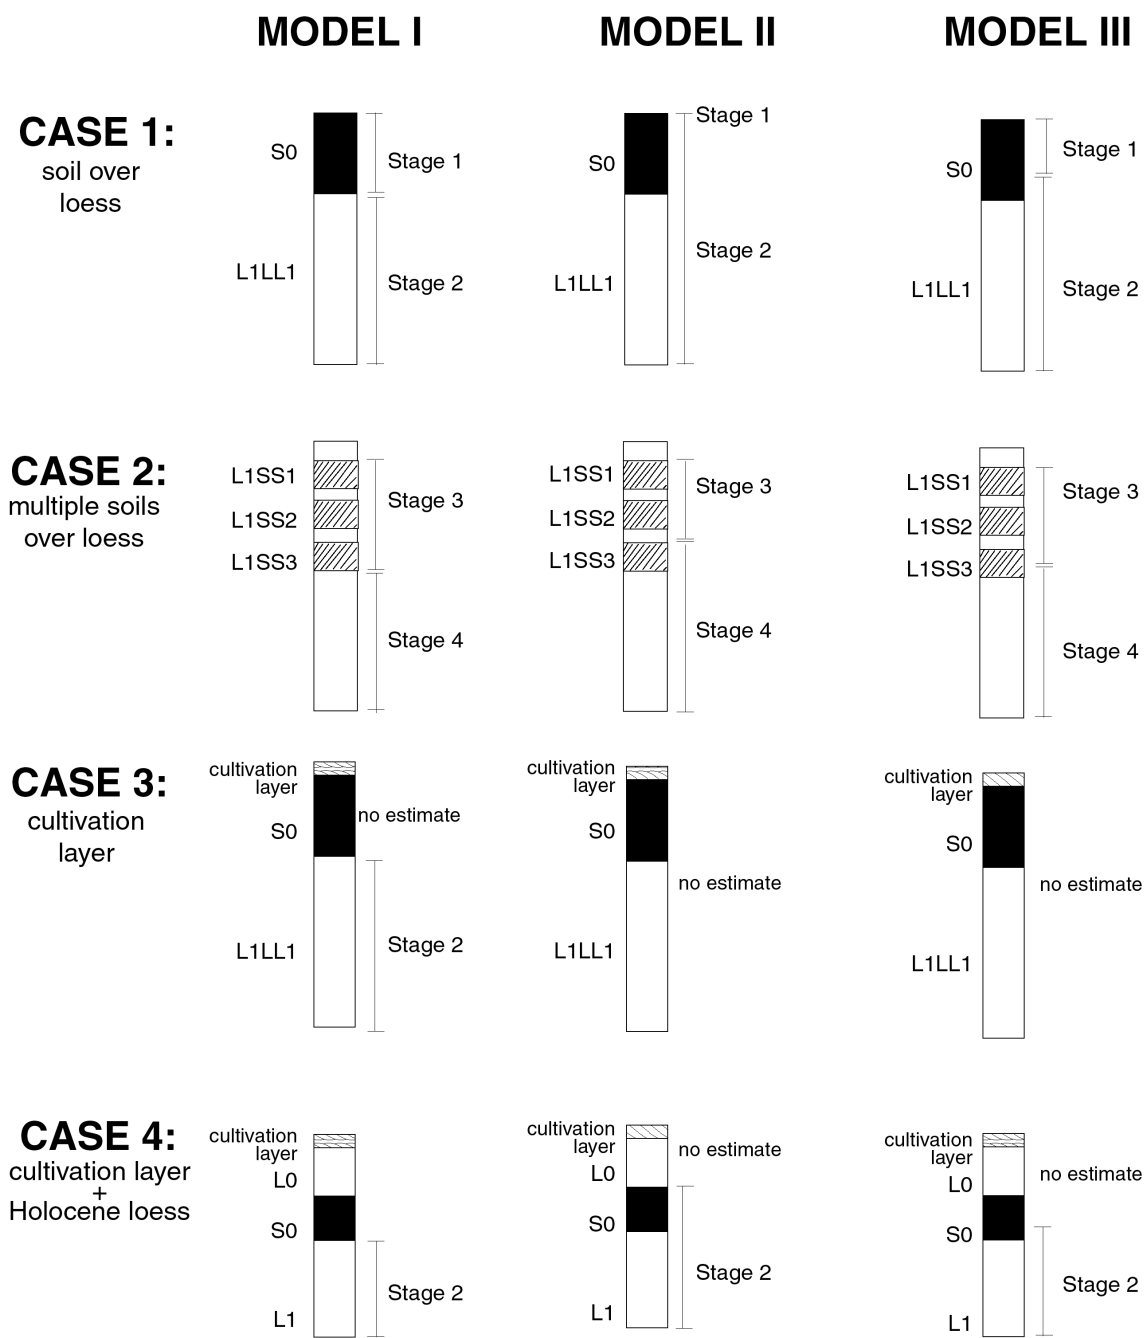 MODEL I
MODEL II
MODEL III
CASE 1:
soil over
loess
S0
Stage 1
L1LL1
Stage 2
Stage 1
S0
Stage 2
L1LL1
Stage 1
S0
L1LL1
Stage 2
CASE 2:
multiple soils
over loess
L1SS1
Stage 3
L1SS2
L1SS3
Stage 4
L1SS1
Stage 3
L1SS2
L1SS3
Stage 4
L1SS1
Stage 3
L1SS2
L1SS3
Stage 4
CASE 3:
cultivation
layer
cultivation
layer
no estimate
S0
Stage 2
L1LL1
cultivation
layer
S0
no estimate
L1LL1
cultivation
layer
S0
no estimate
L1LL1
CASE 4:
cultivation layer
+
Holocene loess
cultivation
layer
L0
S0
Stage 2
L1
cultivation
layer
no estimate
L0
S0
Stage 2
L1
cultivation
layer
no estimate
L0
S0
Stage 2
L1